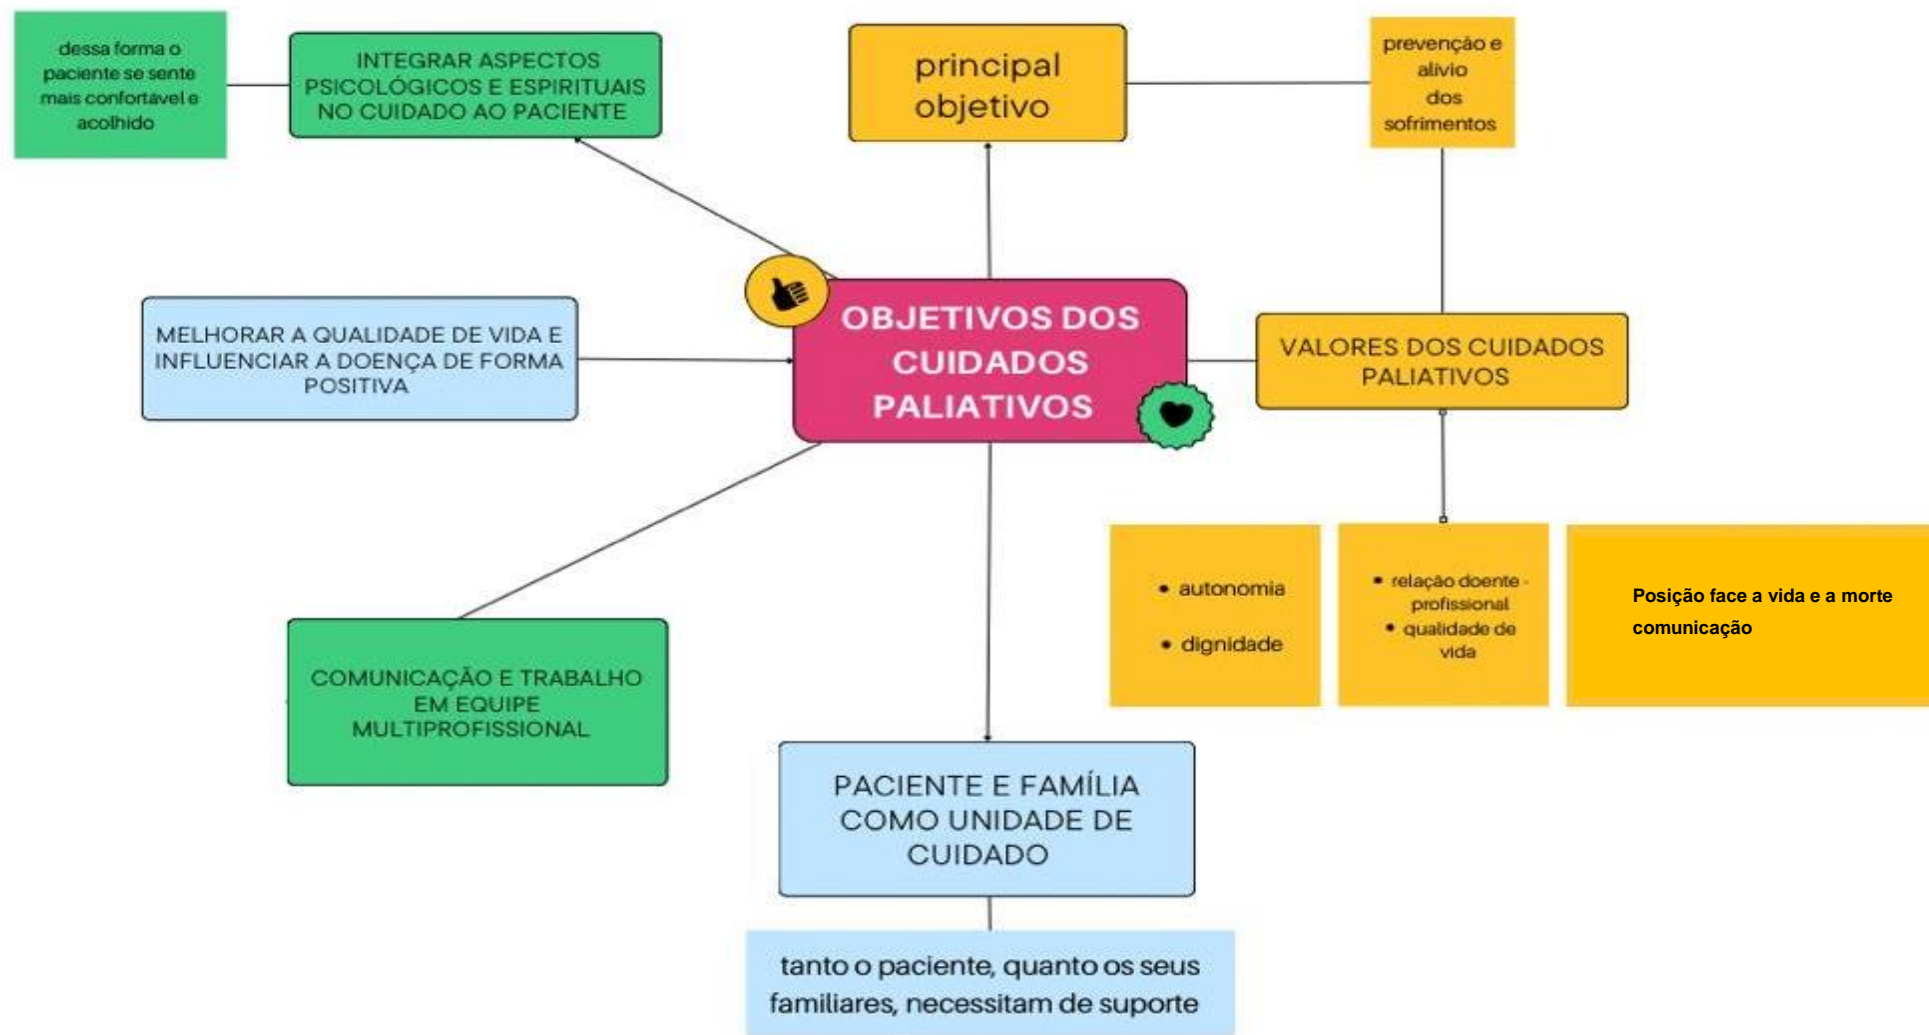 dessa forma o
paciente se sente
mais confortável e
acolhido
INTEGRAR ASPECTOS
PSICOLÓGICOS E ESPIRITUAIS
NO CUIDADO AO PACIENTE
principal
objetivo
prevenção e
alívio
dos
sofrimentos
MELHORAR A QUALIDADE DE VIDA E
INFLUENCIAR A DOENÇA DE FORMA
POSITIVA
OBJETIVOS DOS
CUIDADOS
PALIATIVOS
VALORES DOS CUIDADOS
PALIATIVOS
• autonomia
• dignidade
• relação doente -
profissional
• qualidade de
vida
Posição face a vida e a morte
comunicação
COMUNICAÇÃO E TRABALHO
EM EQUIPE
MULTIPROFISSIONAL
PACIENTE E FAMÍLIA
COMO UNIDADE DE
CUIDADO
tanto o paciente, quanto os seus
familiares, necessitam de suporte